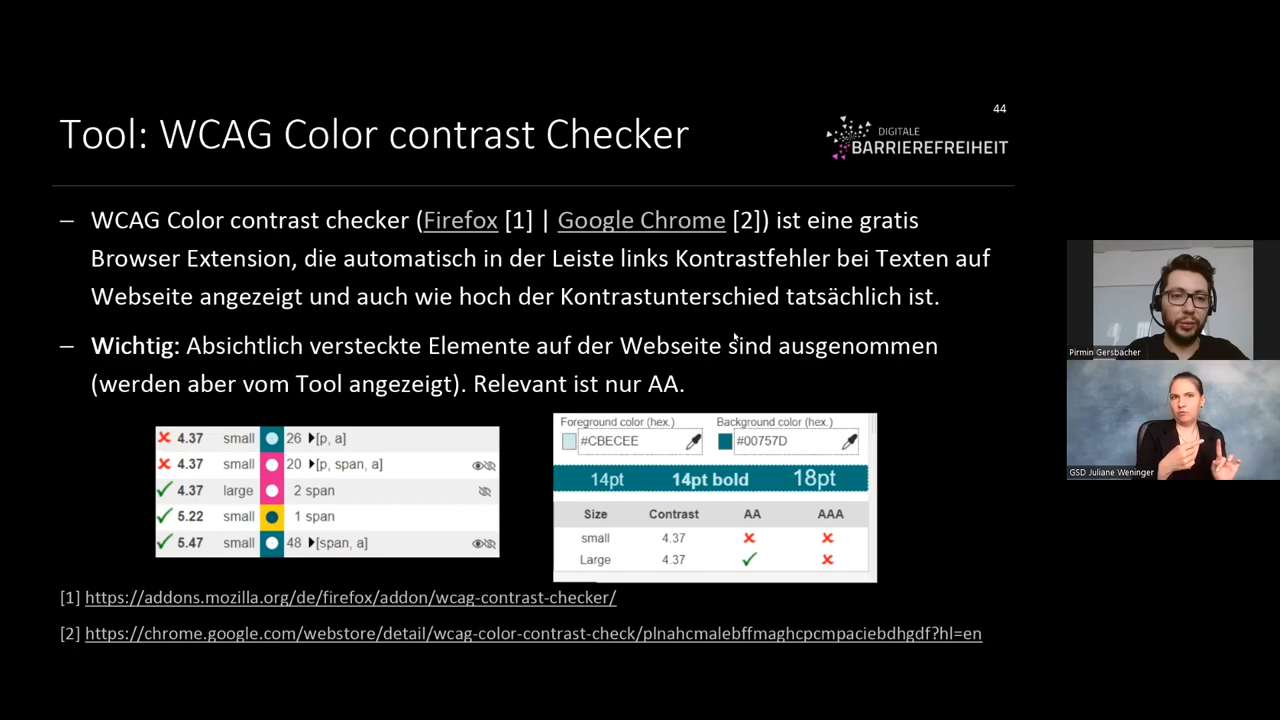 44
Tool: WCAG Color contrast Checker
DIGITALE
BARRIEREFREIHEIT
– WCAG Color contrast checker (Firefox [1] | Google Chrome [2]) ist eine gratis
Browser Extension, die automatisch in der Leiste links Kontrastfehler bei Texten auf
Webseite angezeigt und auch wie hoch der Kontrastunterschied tatsächlich ist.
– Wichtig: Absichtlich versteckte Elemente auf der Webseite sind ausgenommen
(werden aber vom Tool angezeigt). Relevant ist nur AA.
4.37 small 26 [p, a]
4.37 small 20 [p, span, a]
4.37 large 2 span
5.22 small 1 span
5.47 small 48 [span, a]
Foreground color (hex.) Background color (hex.)
#CBECEE #00757D
14pt 14pt bold 18pt
Size Contrast AA AAA
small 4.37
Large 4.37
[1] https://addons.mozilla.org/de/firefox/addon/wcag-contrast-checker/
[2] https://chrome.google.com/webstore/detail/wcag-color-contrast-check/plnahcmalebffmaghcpcmpaciebdhgdf?hl=en
Pirmin Gersbacher
GSD Juliane Weninger